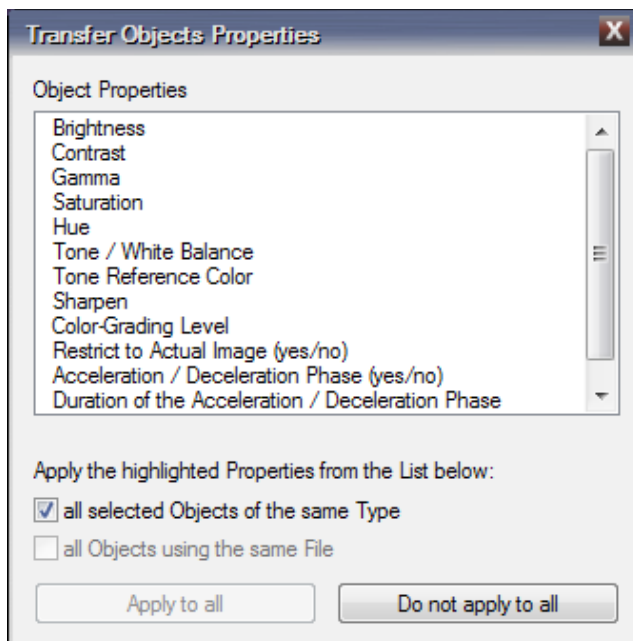 Transfer Objects Properties
Object Properties
Brightness
Contrast
Gamma
Saturation
Hue
Tone / White Balance
Tone Reference Color
Sharpen
Color-Grading Level
Restrict to Actual Image (yes/no)
Acceleration / Deceleration Phase (yes/no)
Duration of the Acceleration / Deceleration Phase
Apply the highlighted Properties from the List below:
all selected Objects of the same Type
all Objects using the same File
Apply to all
Do not apply to all